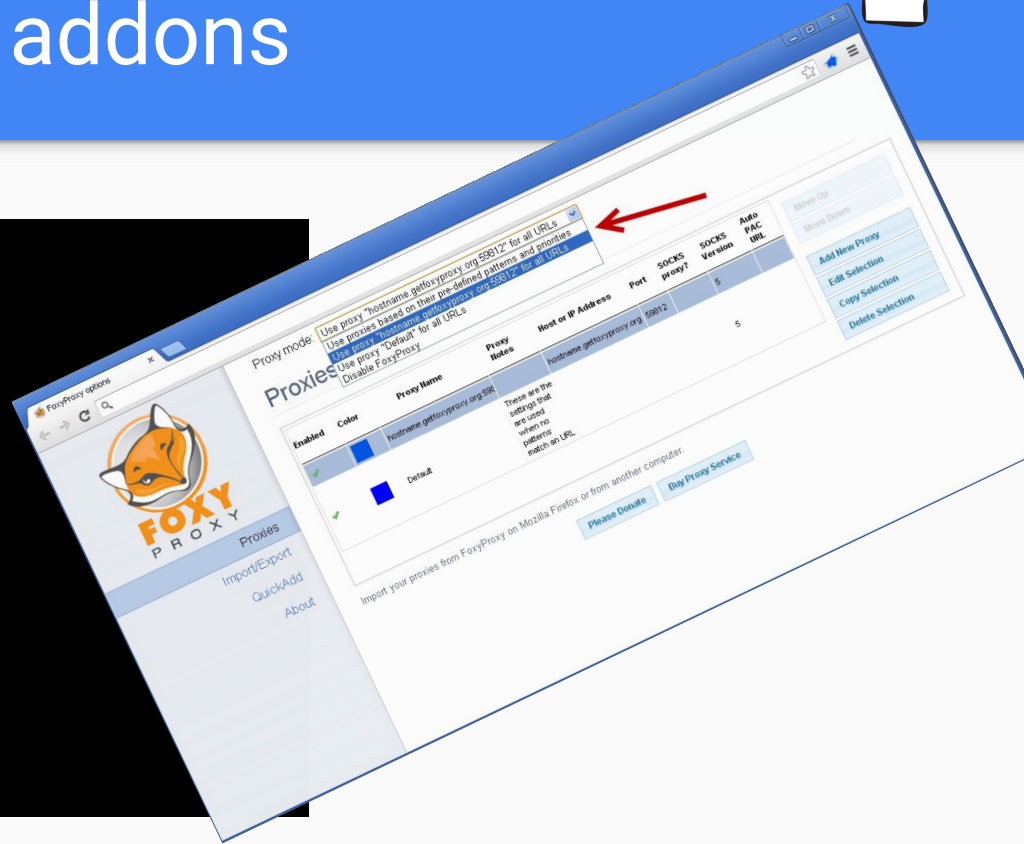 addons
FoxyProxy options
FOXY
PROXY
Proxies
Import/Export
QuickAdd
About
Proxy mode:
Use proxy "hostname.getfoxyproxy.org:59812" for all URLs
Use proxies based on their pre-defined patterns and priorities
Use proxy "hostname.getfoxyproxy.org:59812" for all URLs
Use proxy "Default" for all URLs
Disable FoxyProxy
Proxies
Enabled
Color
Proxy Name
Proxy
Notes
Host or IP Address
Port
SOCKS
proxy?
SOCKS
Version
Auto
PAC
URL
hostname.getfoxyproxy.org:598
hostname.getfoxyproxy.org
59812
5
Default
These are the
settings that
are used
when no
patterns
match an URL
5
Move Up
Move Down
Add New Proxy
Edit Selection
Copy Selection
Delete Selection
Import your proxies from FoxyProxy on Mozilla Firefox or from another computer.
Please Donate
Buy Proxy Service